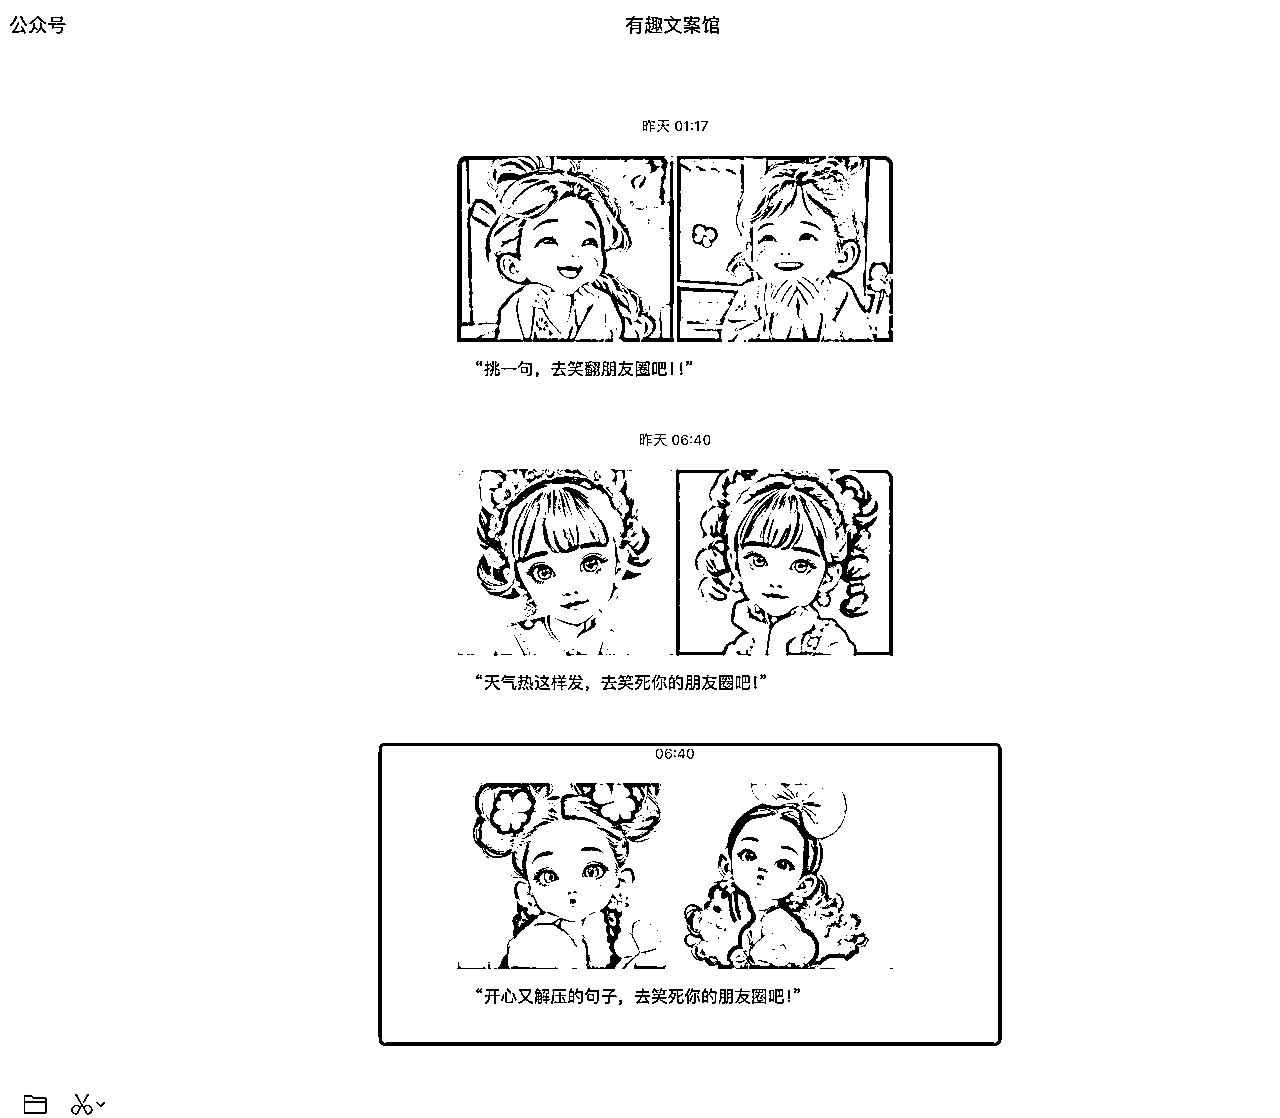 公众号
有趣文案馆
昨天 01:17
“挑一句，去笑翻朋友圈吧!!”
昨天 06:40
“天气热这样发，去笑死你的朋友圈吧!”
06:40
“开心又解压的句子，去笑死你的朋友圈吧!”